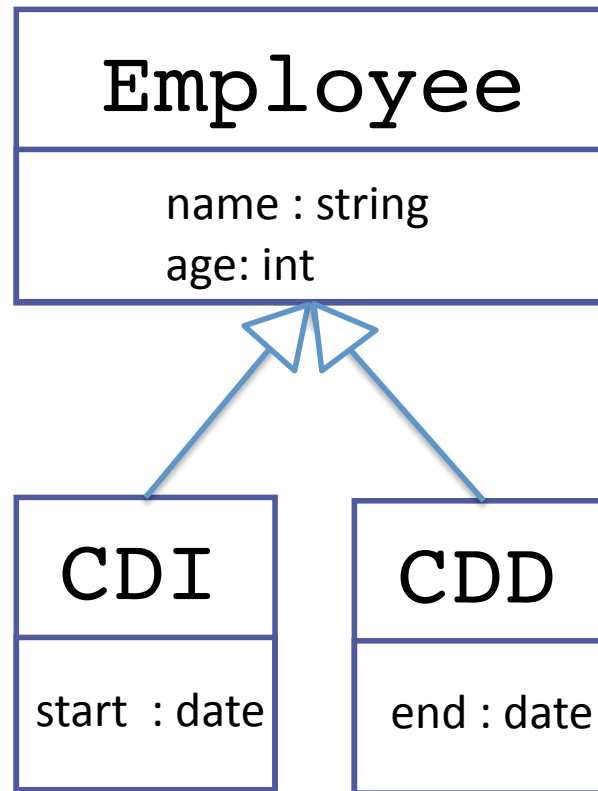 Employee
name : string
age: int
CDI
CDD
start : date
end : date